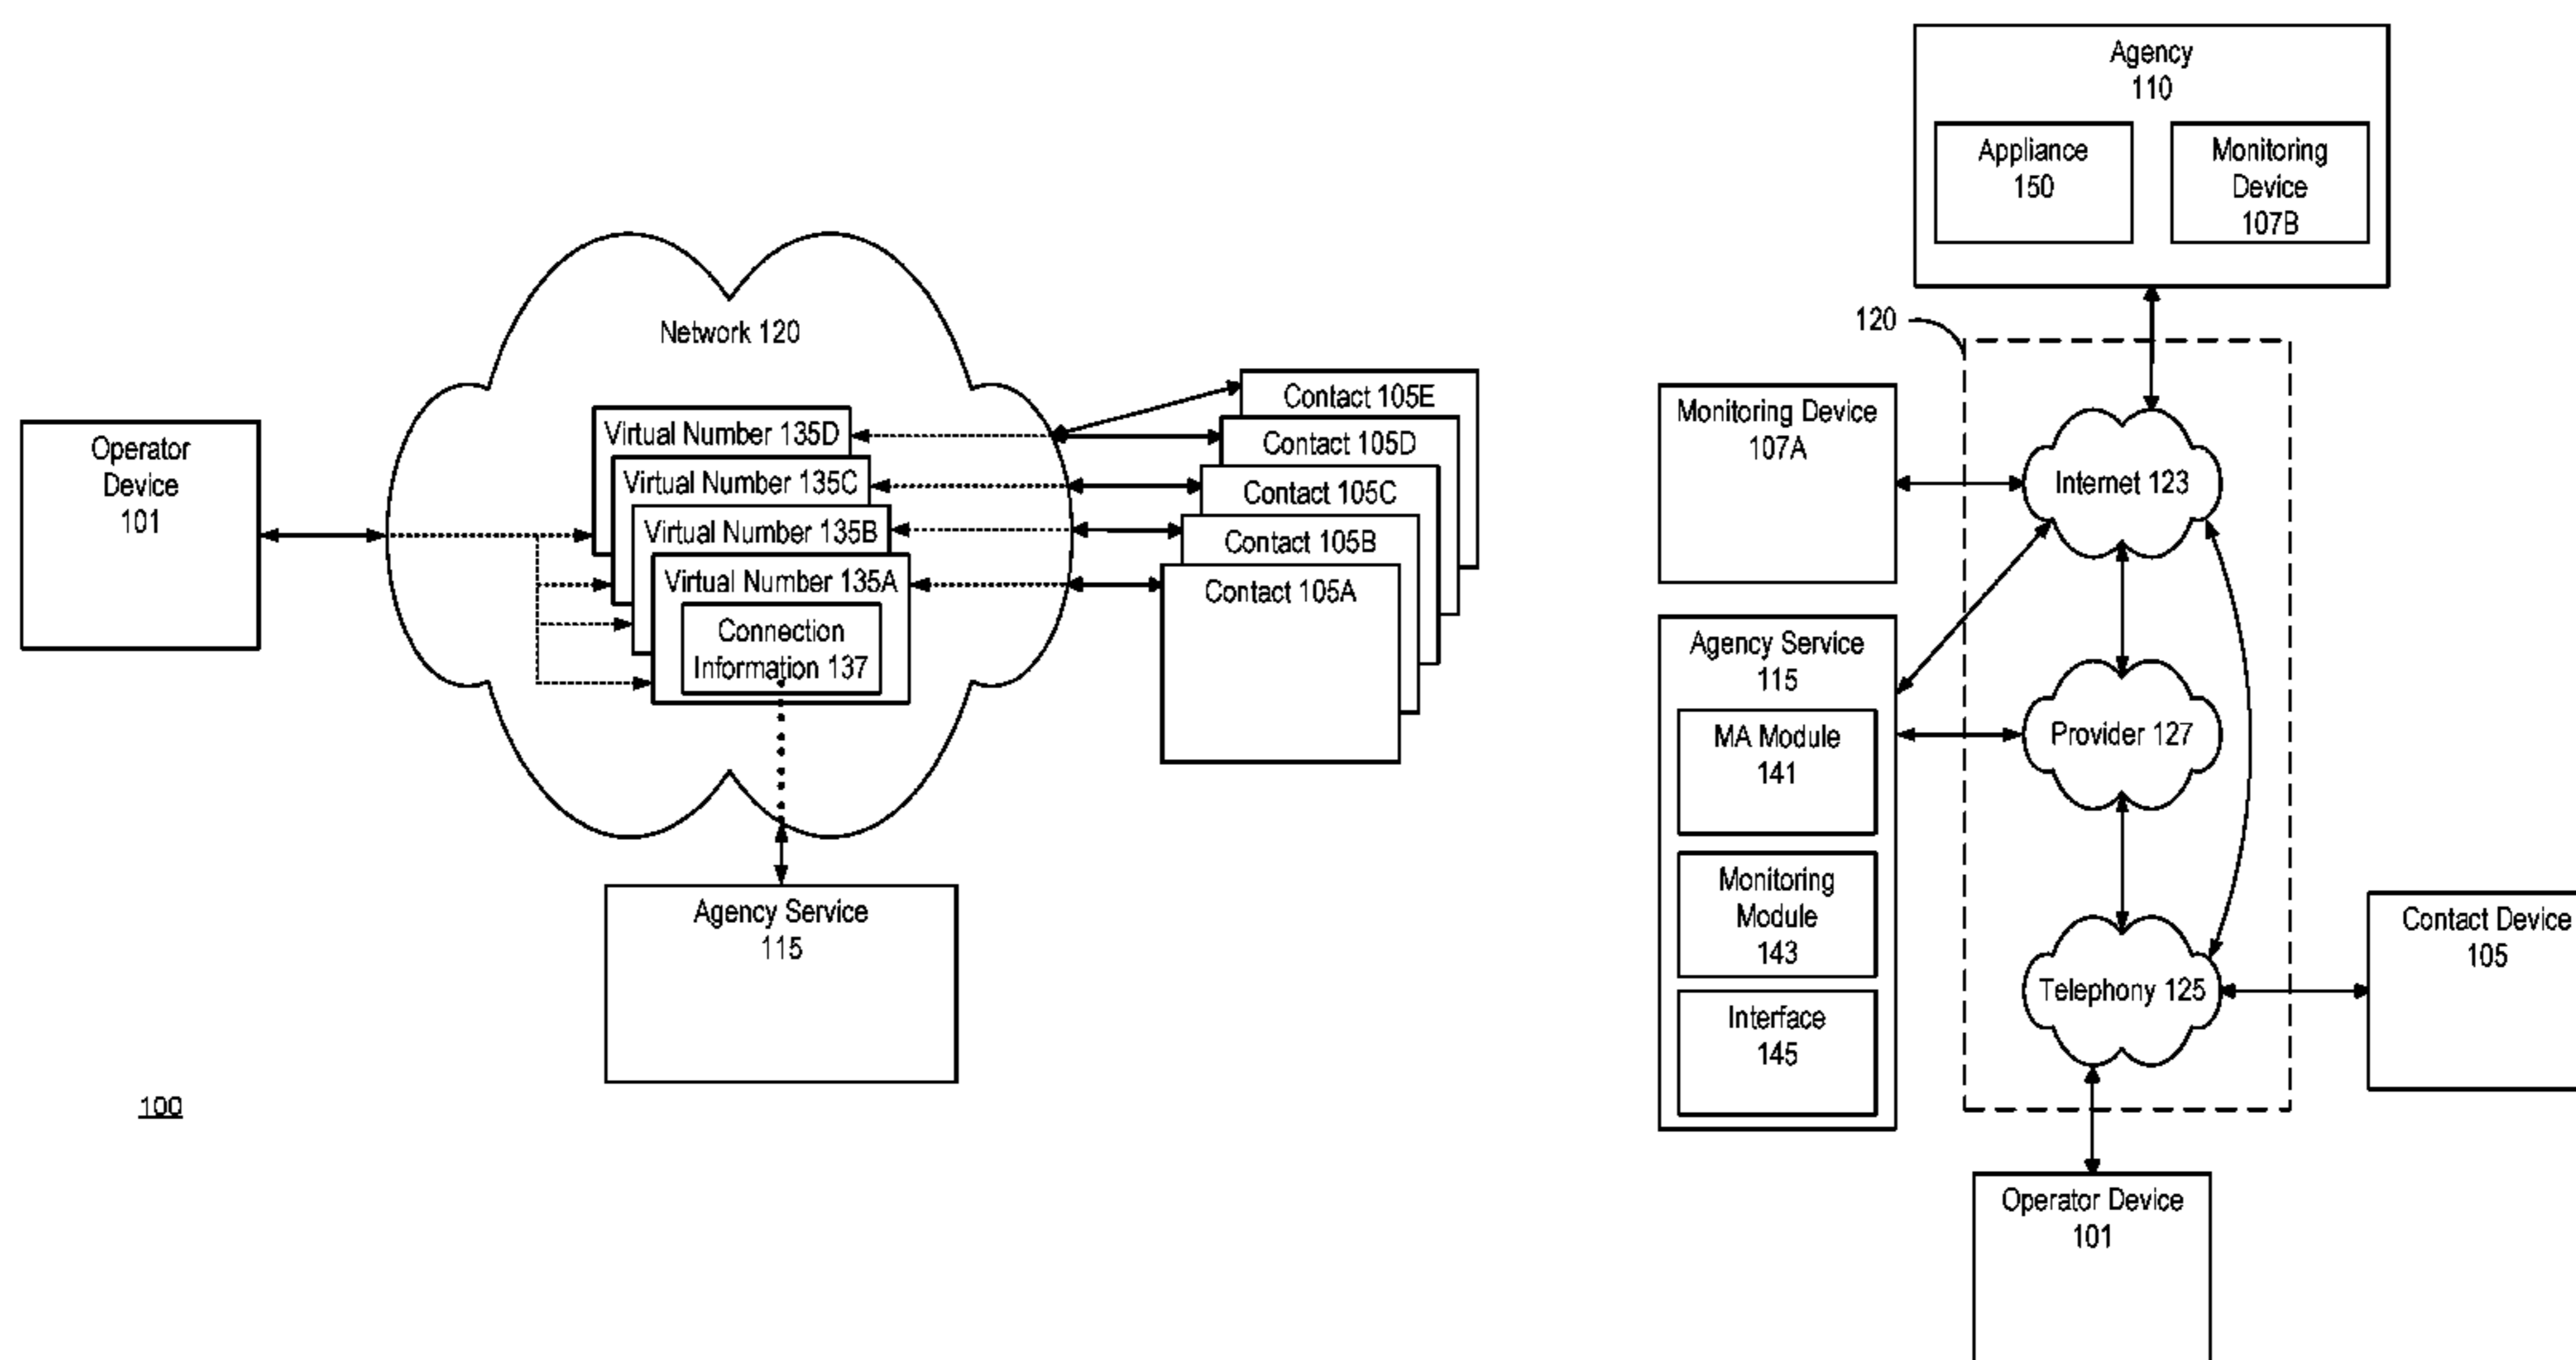 Operator
Device
101
Network 120
Virtual Number 135D
Virtual Number 135C
Virtual Number 135B
Virtual Number 135A
Connection
Information 137
Contact 105E
Contact 105D
Contact 105C
Contact 105B
Contact 105A
Agency Service
115
100
Agency
110
Appliance
150
Monitoring
Device
107B
120
Monitoring Device
107A
Internet 123
Agency Service
115
MA Module
141
Monitoring
Module
143
Interface
145
Provider 127
Telephony 125
Contact Device
105
Operator Device
101